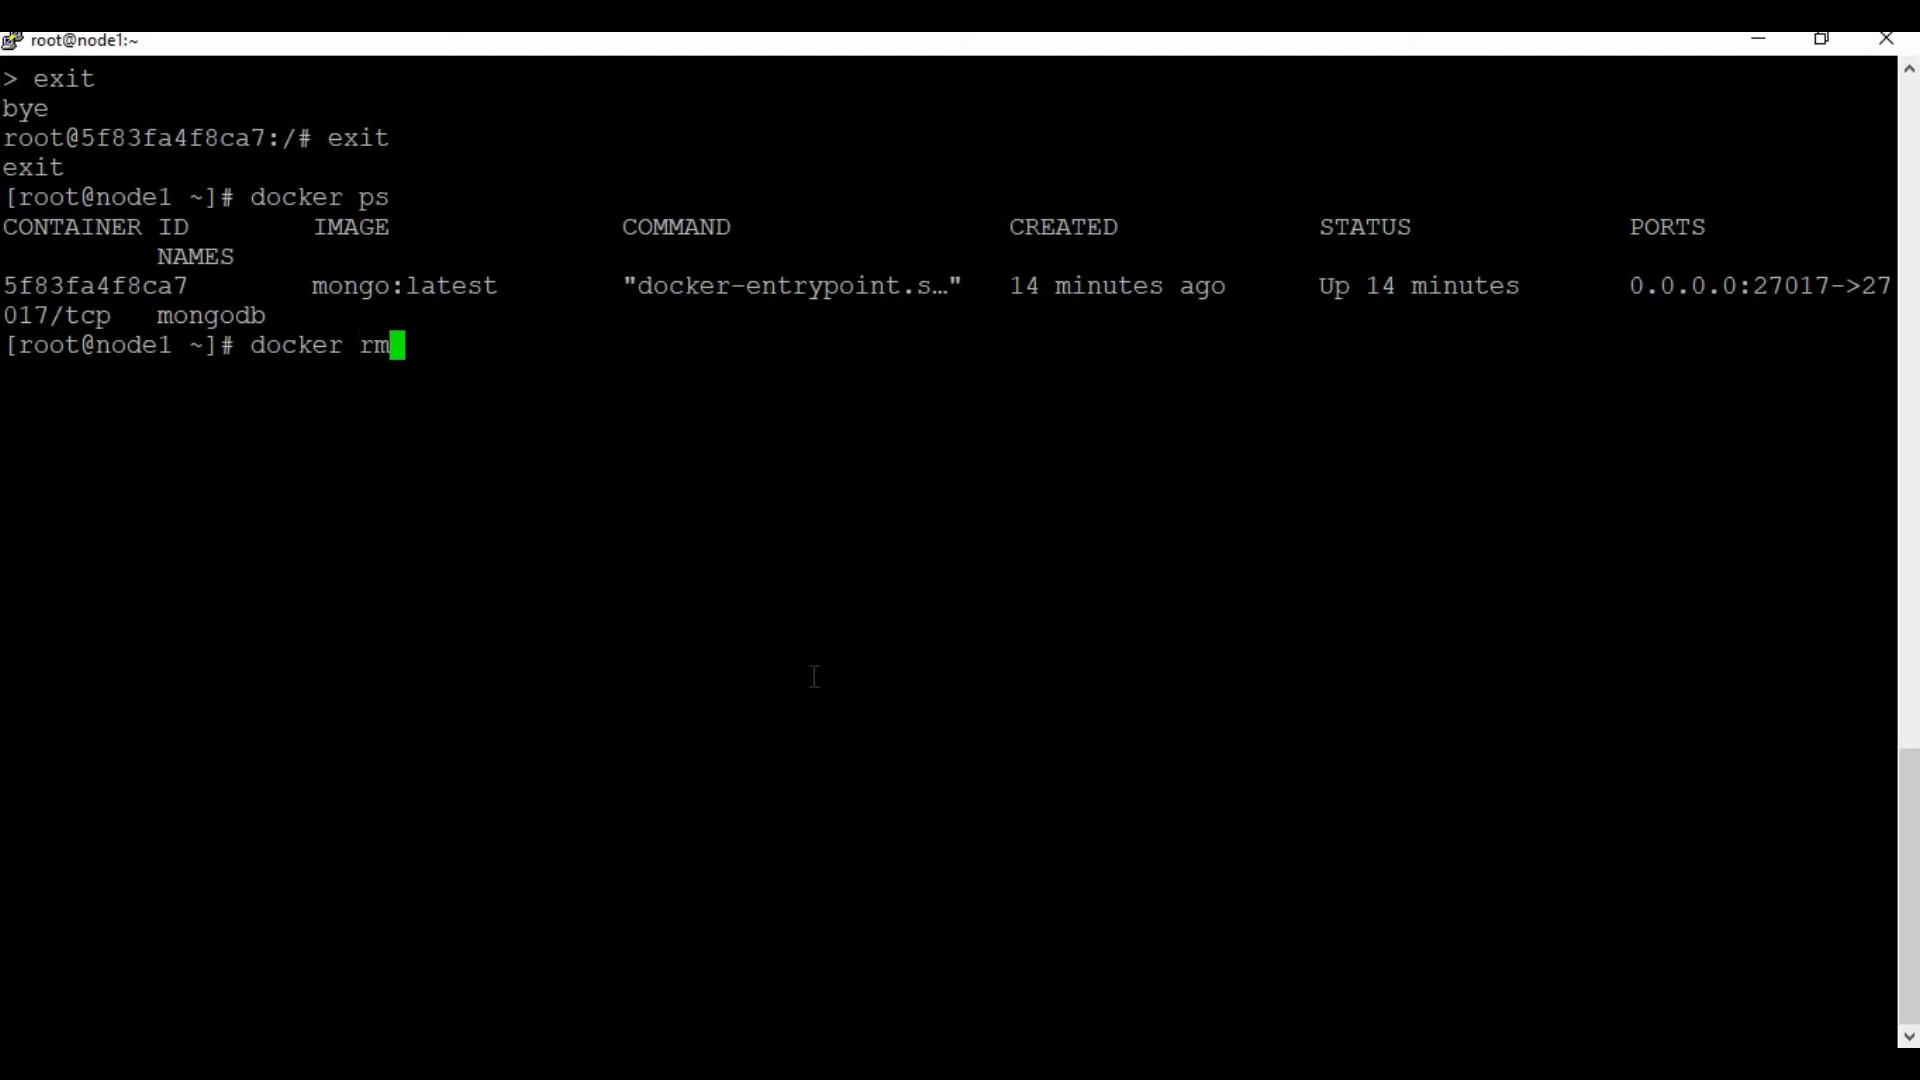 root@node1:~
> exit
bye
root@5f83fa4f8ca7:/# exit
exit
[root@node1 ~]# docker ps
CONTAINER ID        IMAGE               COMMAND                  CREATED             STATUS              PORTS
          NAMES
5f83fa4f8ca7        mongo:latest        "docker-entrypoint.s…"   14 minutes ago      Up 14 minutes       0.0.0.0:27017->27
017/tcp   mongodb
[root@node1 ~]# docker rm